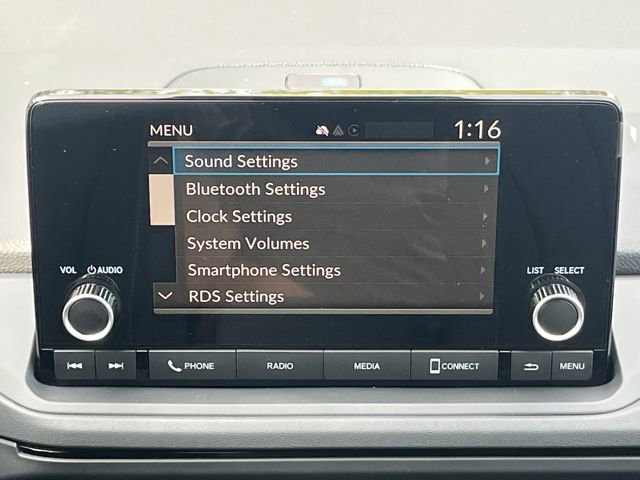 MENU 1:16
Sound Settings
Bluetooth Settings
Clock Settings
System Volumes
Smartphone Settings
RDS Settings
VOL AUDIO LIST SELECT
PHONE RADIO MEDIA CONNECT MENU